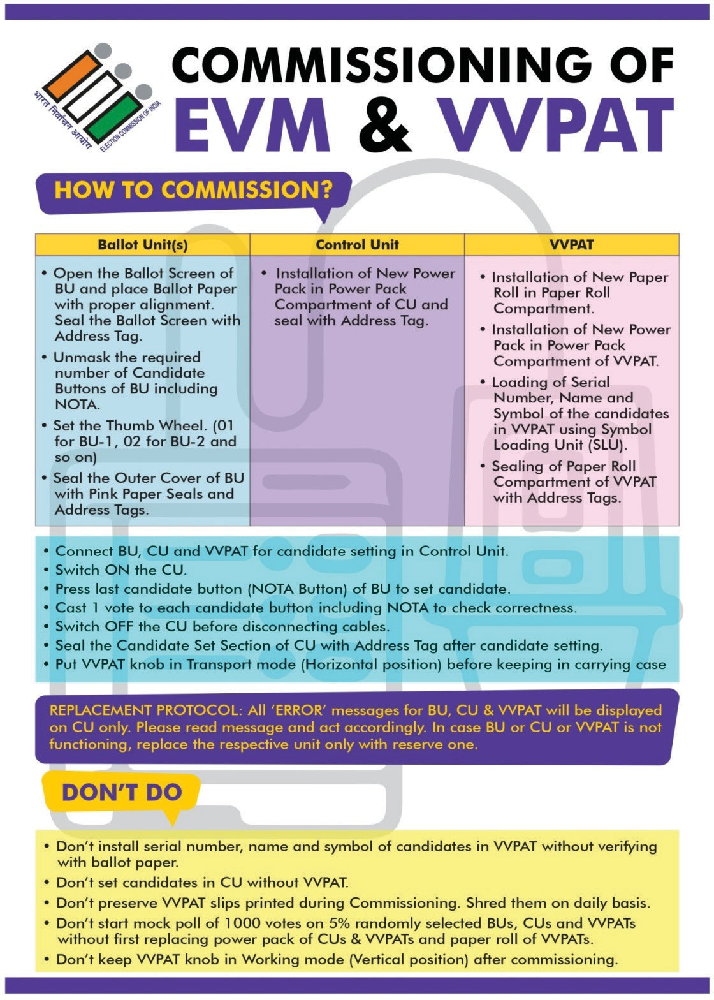 भारत निर्वाचन आयोग
ELECTION COMMISSION OF INDIA
COMMISSIONING OF
EVM & VVPAT
HOW TO COMMISSION?
Ballot Unit(s)
• Open the Ballot Screen of
BU and place Ballot Paper
with proper alignment.
Seal the Ballot Screen with
Address Tag.
• Unmask the required
number of Candidate
Buttons of BU including
NOTA.
• Set the Thumb Wheel. (01
for BU-1, 02 for BU-2 and
so on)
• Seal the Outer Cover of BU
with Pink Paper Seals and
Address Tags.
Control Unit
• Installation of New Power
Pack in Power Pack
Compartment of CU and
seal with Address Tag.
VVPAT
• Installation of New Paper
Roll in Paper Roll
Compartment.
• Installation of New Power
Pack in Power Pack
Compartment of VVPAT.
• Loading of Serial
Number, Name and
Symbol of the candidates
in VVPAT using Symbol
Loading Unit (SLU).
• Sealing of Paper Roll
Compartment of VVPAT
with Address Tags.
• Connect BU, CU and VVPAT for candidate setting in Control Unit.
• Switch ON the CU.
• Press last candidate button (NOTA Button) of BU to set candidate.
• Cast 1 vote to each candidate button including NOTA to check correctness.
• Switch OFF the CU before disconnecting cables.
• Seal the Candidate Set Section of CU with Address Tag after candidate setting.
• Put VVPAT knob in Transport mode (Horizontal position) before keeping in carrying case
REPLACEMENT PROTOCOL: All ‘ERROR’ messages for BU, CU & VVPAT will be displayed
on CU only. Please read message and act accordingly. In case BU or CU or VVPAT is not
functioning, replace the respective unit only with reserve one.
DON’T DO
• Don’t install serial number, name and symbol of candidates in VVPAT without verifying
with ballot paper.
• Don’t set candidates in CU without VVPAT.
• Don’t preserve VVPAT slips printed during Commissioning. Shred them on daily basis.
• Don’t start mock poll of 1000 votes on 5% randomly selected BUs, CUs and VVPATs
without first replacing power pack of CUs & VVPATs and paper roll of VVPATs.
• Don’t keep VVPAT knob in Working mode (Vertical position) after commissioning.